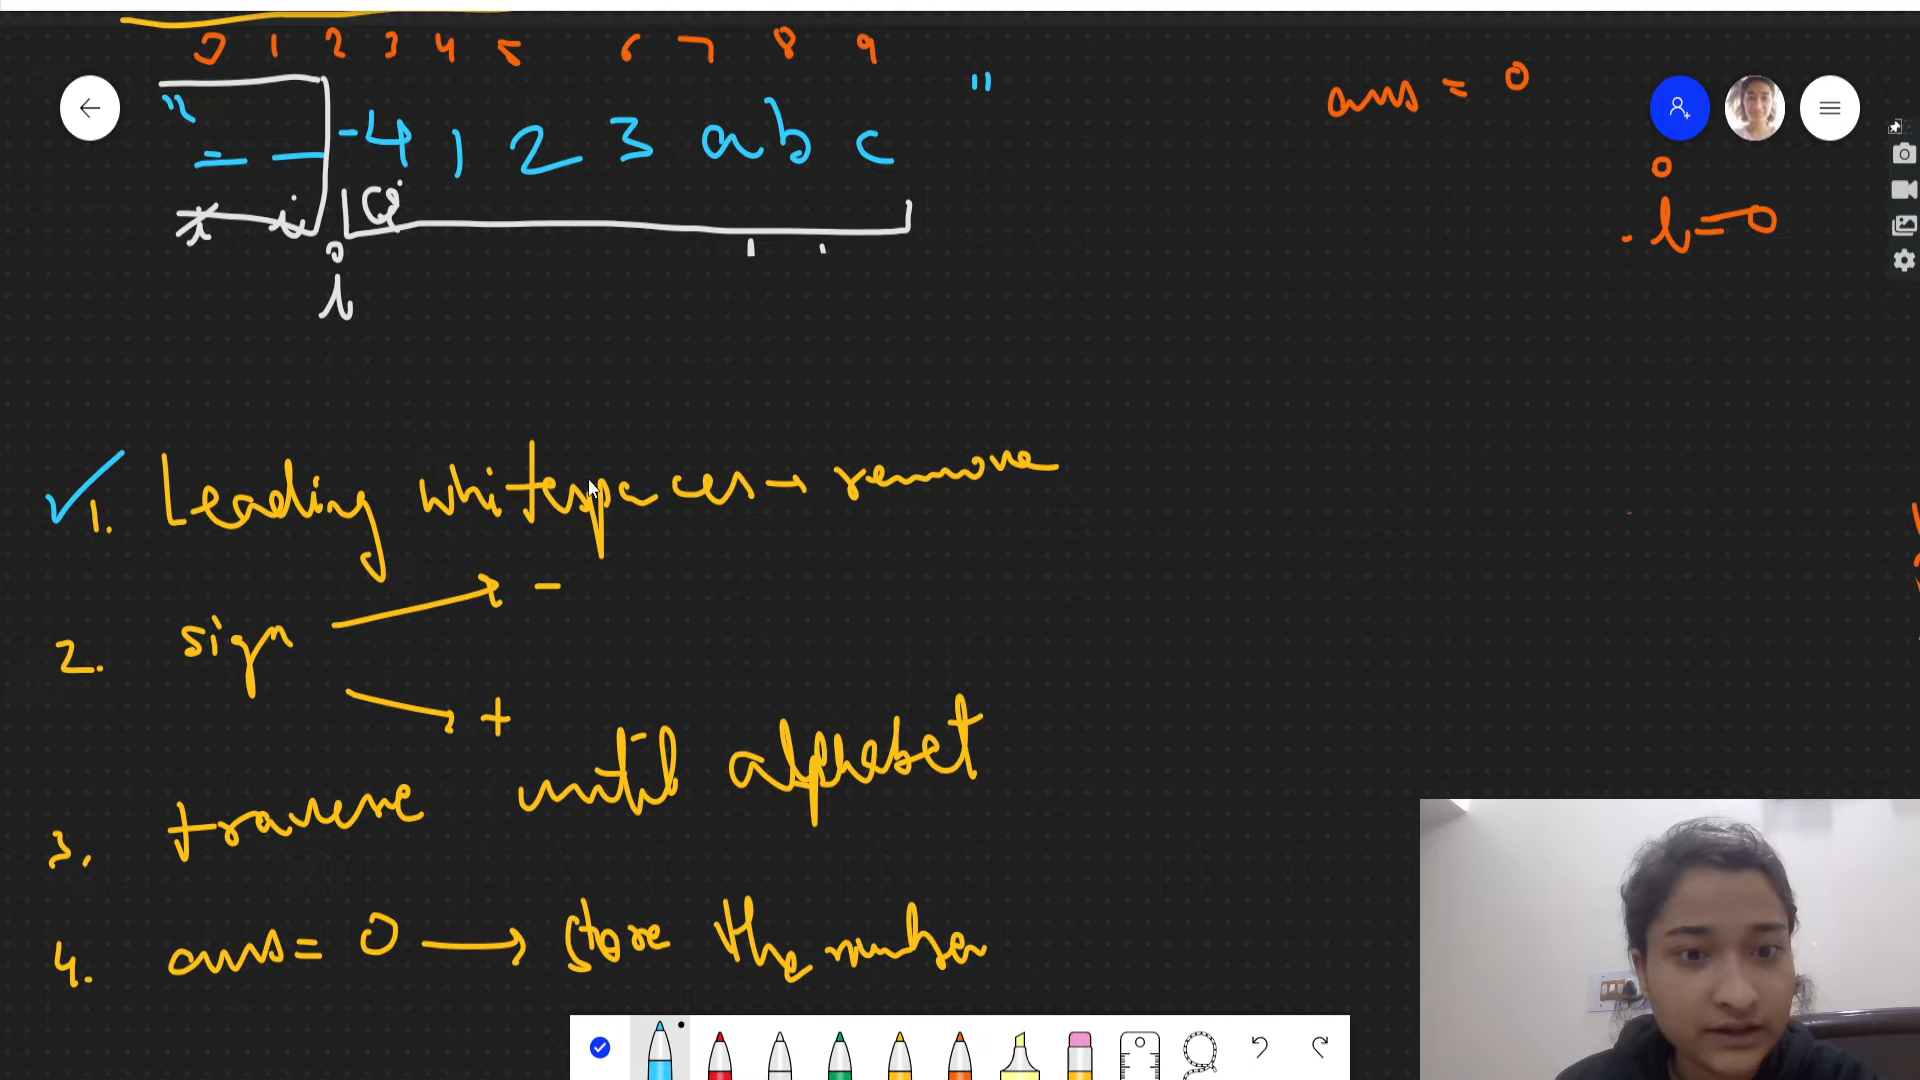 0 1 2 3 4 5 6 7 8 9
" _ _ -4 1 2 3 a b c "
ans = 0
i = 0
i
1. Leading whitespaces → remove
2. sign → -
→ +
3. traverse until alphabet
4. ans = 0 → store the number